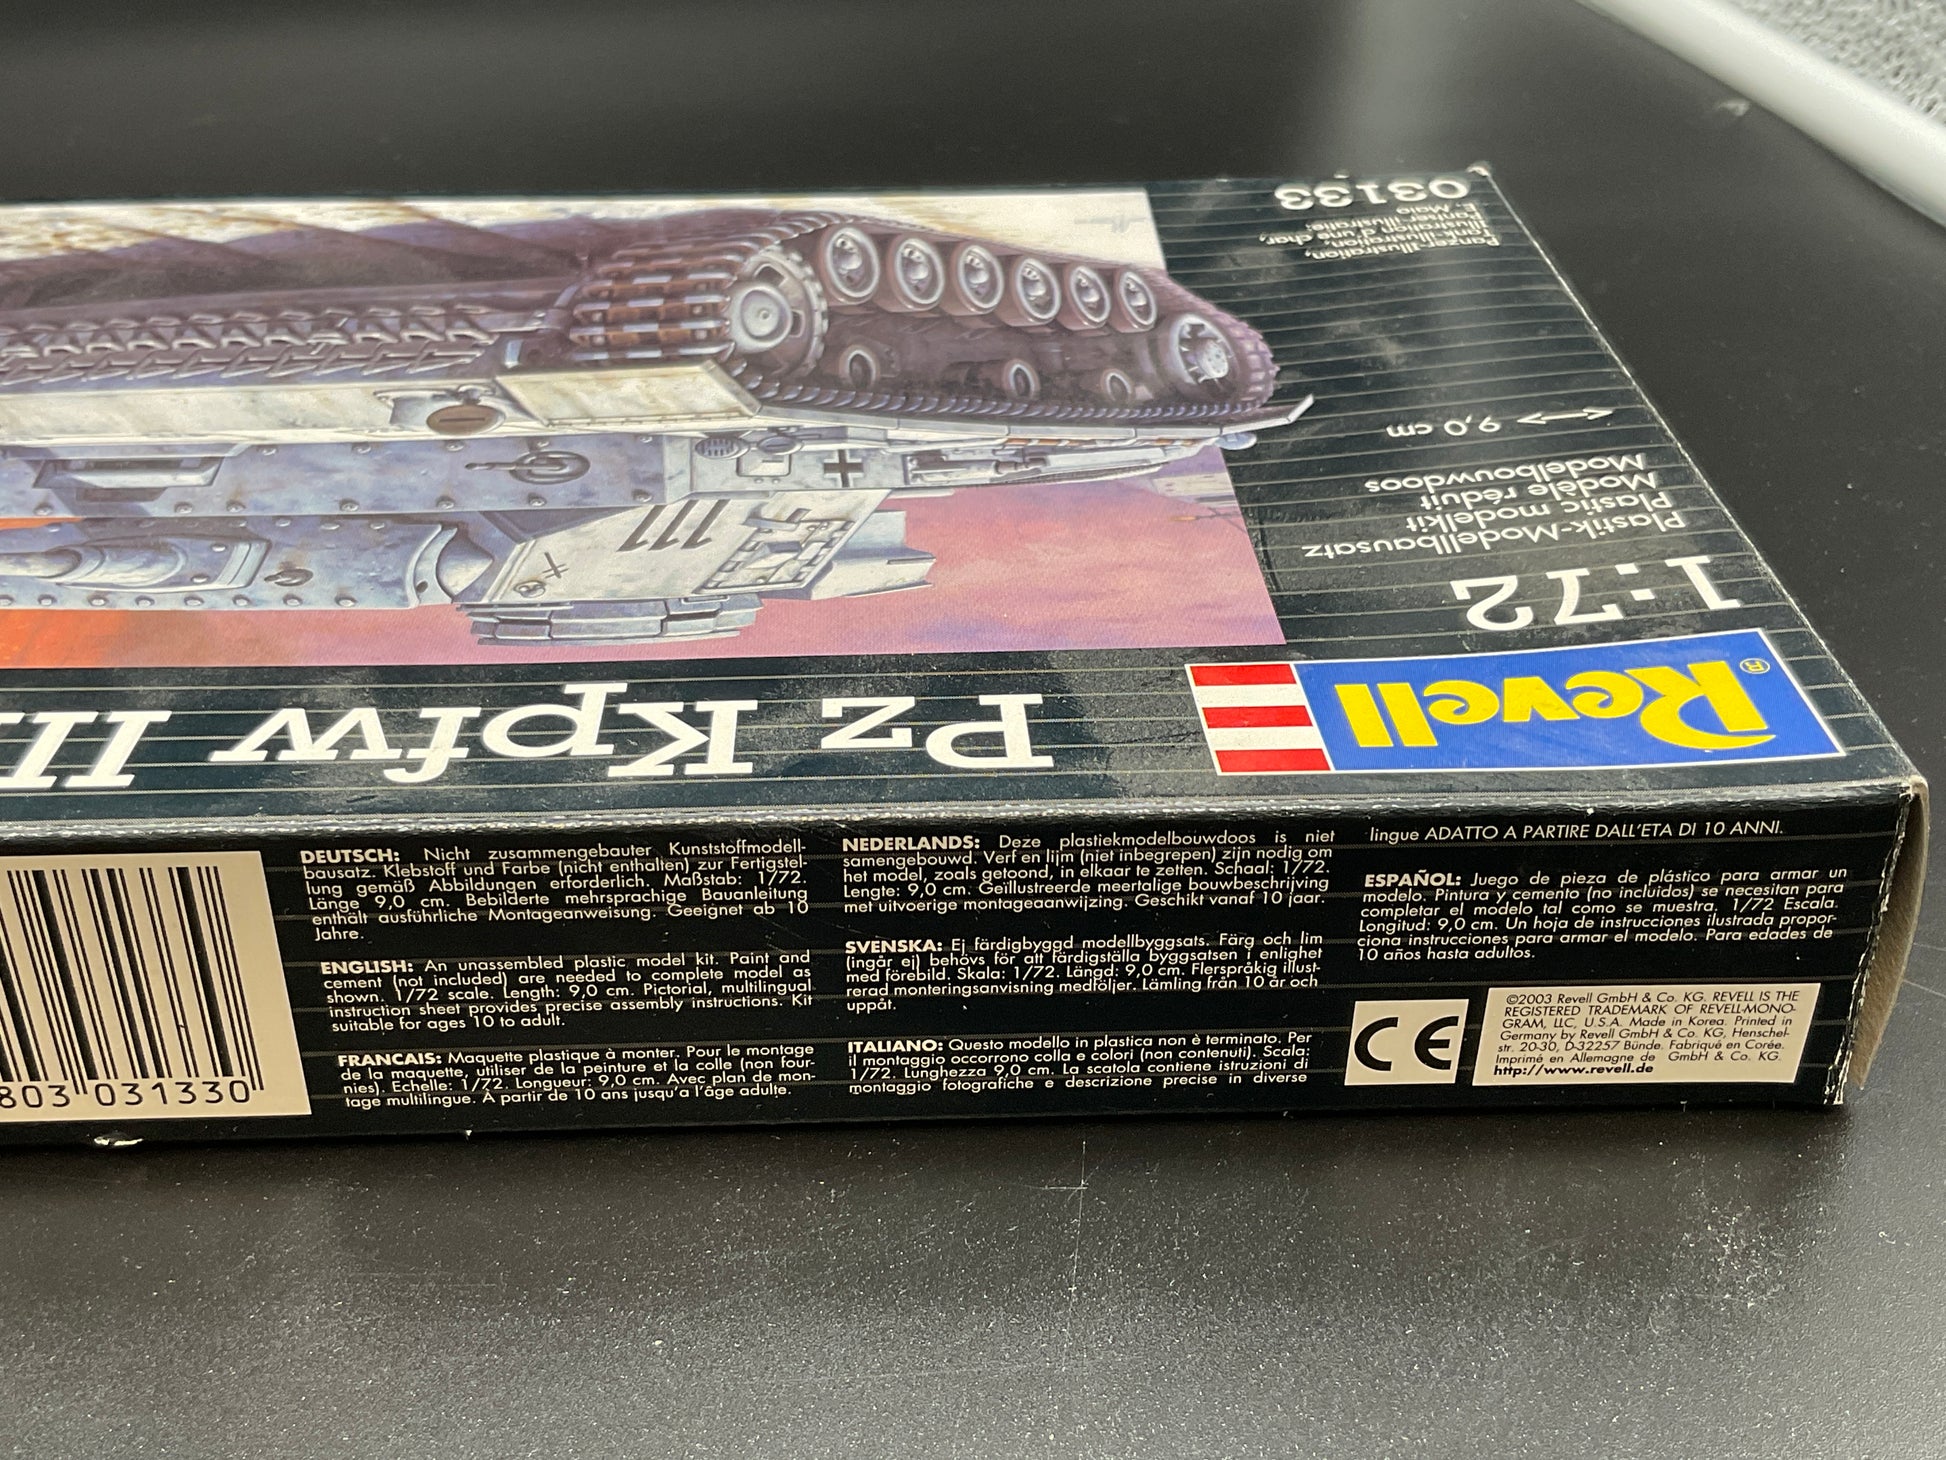 03133
Panzer-Illustration,
Tank-Illustration,
Illustration d'une char,
Pantser illustratie:
E. Maio
9,0 cm
Plastik-Modellbausatz
Plastic modelkit
Modèle réduit
Modelbouwdoos
1:72
Revell®
Pz Kpfw III
111
803 031330
DEUTSCH: Nicht zusammengebauter Kunststoffmodell-
bausatz. Klebstoff und Farbe (nicht enthalten) zur Fertigstel-
lung gemäß Abbildungen erforderlich. Maßstab: 1/72.
Länge 9,0 cm. Bebilderte mehrsprachige Bauanleitung
enthält ausführliche Montageanweisung. Geeignet ab 10
Jahre.
ENGLISH: An unassembled plastic model kit. Paint and
cement (not included) are needed to complete model as
shown. 1/72 scale. Length: 9,0 cm. Pictorial, multilingual
instruction sheet provides precise assembly instructions. Kit
suitable for ages 10 to adult.
FRANCAIS: Maquette plastique à monter. Pour le montage
de la maquette, utiliser de la peinture et la colle (non four-
nies). Echelle: 1/72. Longueur: 9,0 cm. Avec plan de mon-
tage multilingue. À partir de 10 ans jusqu'a l'âge adulte.
NEDERLANDS: Deze plastiekmodelbouwdoos is niet
samengebouwd. Verf en lijm (niet inbegrepen) zijn nodig om
het model, zoals getoond, in elkaar te zetten. Schaal: 1/72.
Lengte: 9,0 cm. Geïllustreerde meertalige bouwbeschrijving
met uitvoerige montageaanwijzing. Geschikt vanaf 10 jaar.
SVENSKA: Ej färdigbyggd modellbyggsats. Färg och lim
(ingår ej) behövs för att färdigställa byggsatsen i enlighet
med förebild. Skala: 1/72. Längd: 9,0 cm. Flerspråkig illust-
rerad monteringsanvisning medföljer. Lämling från 10 år och
uppåt.
ITALIANO: Questo modello in plastica non è terminato. Per
il montaggio occorrono colla e colori (non contenuti). Scala:
1/72. Lunghezza 9,0 cm. La scatola contiene istruzioni di
montaggio fotografiche e descrizione precise in diverse
lingue ADATTO A PARTIRE DALL'ETA DI 10 ANNI.
ESPAÑOL: Juego de pieza de plástico para armar un
modelo. Pintura y cemento (no incluidos) se necesitan para
completar el modelo tal como se muestra. 1/72 Escala.
Longitud: 9,0 cm. Un hoja de instrucciones ilustrada propor-
ciona instrucciones para armar el modelo. Para edades de
10 años hasta adultos.
CE
©2003 Revell GmbH & Co. KG. REVELL IS THE
REGISTERED TRADEMARK OF REVELL-MONO-
GRAM, LLC, U.S.A. Made in Korea. Printed in
Germany by Revell GmbH & Co. KG, Henschel-
str. 20-30, D-32257 Bünde. Fabriqué en Corée.
Imprimé en Allemagne de GmbH & Co. KG.
http://www.revell.de